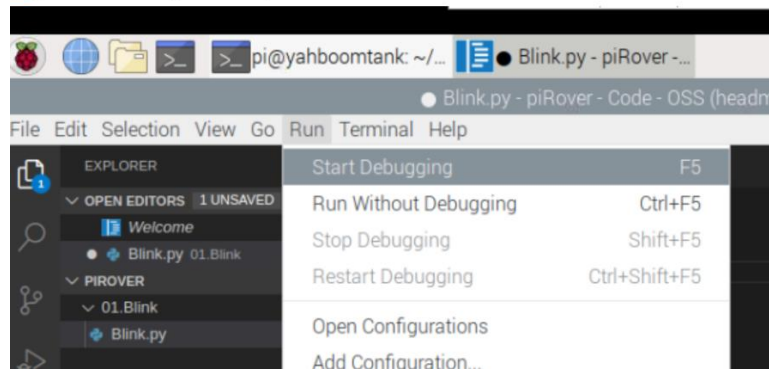 >_ >_ pi@yahboomtank: ~/... ● Blink.py - piRover -...
● Blink.py - piRover - Code - OSS (headm
File Edit Selection View Go Run Terminal Help
1
EXPLORER
OPEN EDITORS 1 UNSAVED
Welcome
● Blink.py 01.Blink
PIROVER
01.Blink
Blink.py
Start Debugging F5
Run Without Debugging Ctrl+F5
Stop Debugging Shift+F5
Restart Debugging Ctrl+Shift+F5
Open Configurations
Add Configuration...